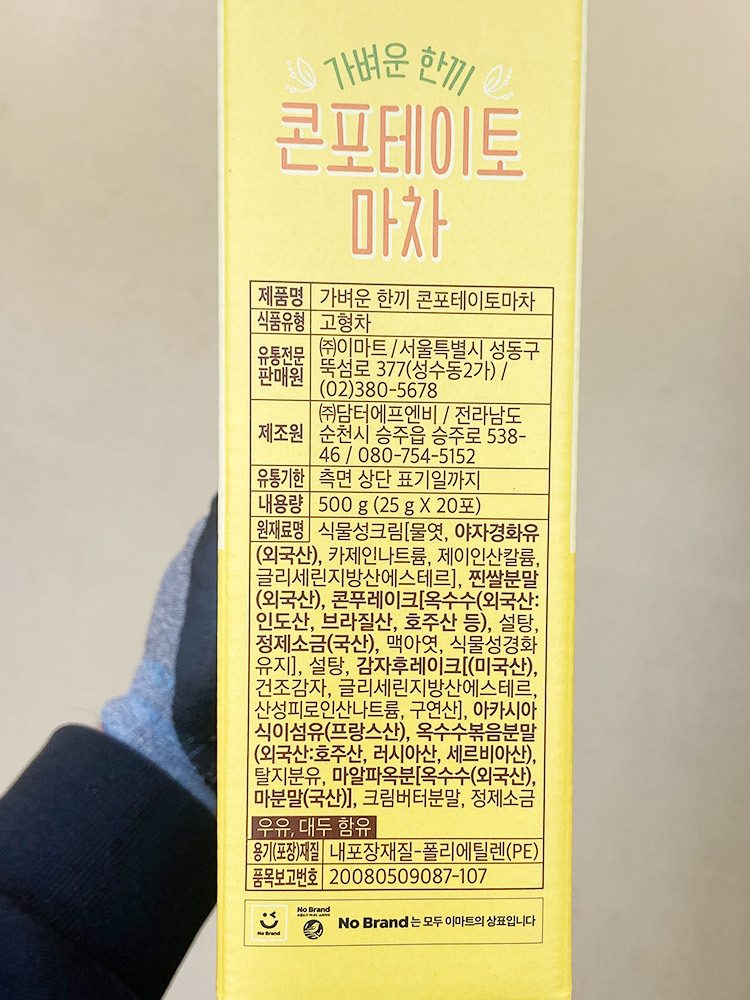 가벼운 한끼
콘포테이토
마차
제품명 가벼운 한끼 콘포테이토마차
식품유형 고형차
유통전문
판매원
㈜이마트/서울특별시 성동구
뚝섬로 377(성수동2가) /
(02)380-5678
제조원
㈜담터에프엔비 / 전라남도
순천시 승주읍 승주로 538-
46 / 080-754-5152
유통기한 측면 상단 표기일까지
내용량 500 g (25 g X 20포)
원재료명 식물성크림[물엿, 야자경화유
(외국산), 카제인나트륨, 제이인산칼륨,
글리세린지방산에스테르], 찐쌀분말
(외국산), 콘푸레이크[옥수수(외국산:
인도산, 브라질산, 호주산 등), 설탕,
정제소금(국산), 맥아엿, 식물성경화
유지], 설탕, 감자후레이크[(미국산),
건조감자, 글리세린지방산에스테르,
산성피로인산나트륨, 구연산], 아카시아
식이섬유(프랑스산), 옥수수볶음분말
(외국산:호주산, 러시아산, 세르비아산),
탈지분유, 마알파옥분[옥수수(외국산),
마분말(국산)], 크림버터분말, 정제소금
우유, 대두 함유
용기(포장)재질 내포장재질-폴리에틸렌(PE)
품목보고번호 20080509087-107
No Brand
No Brand
No Brand는 모두 이마트의 상표입니다